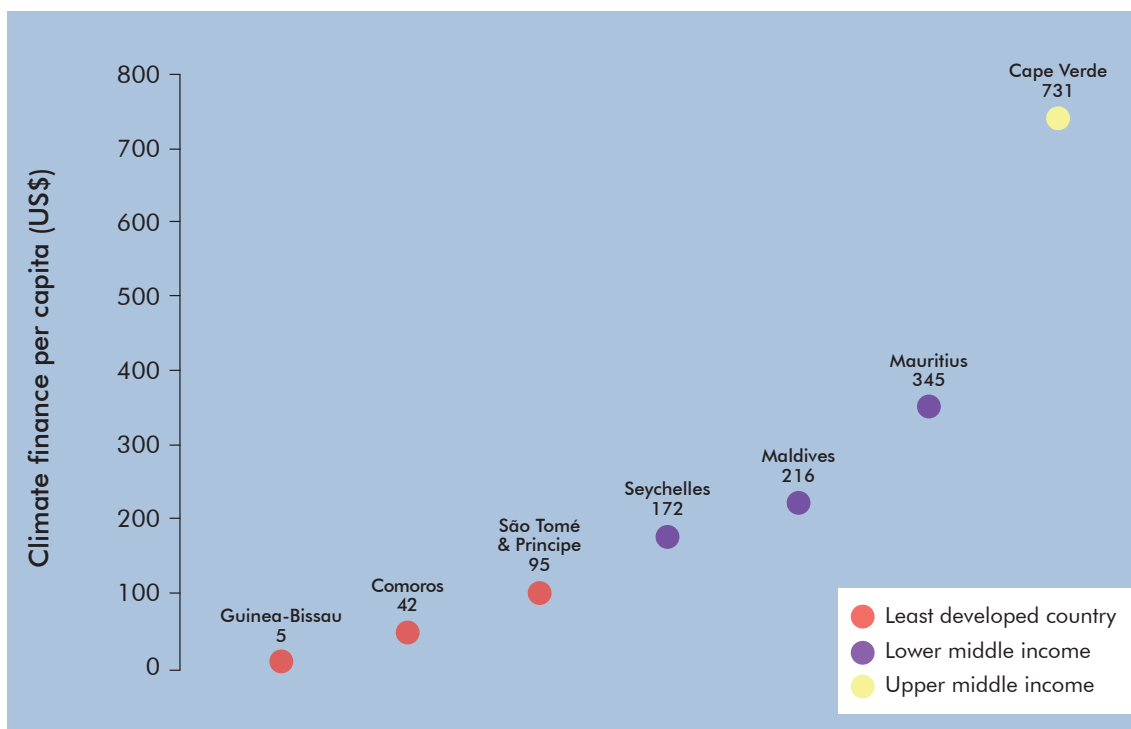 Climate finance per capita (US$)
800
700
600
500
400
300
200
100
0
Guinea-Bissau
5
Comoros
42
São Tomé
& Principe
95
Seychelles
172
Maldives
216
Mauritius
345
Cape Verde
731
Least developed country
Lower middle income
Upper middle income